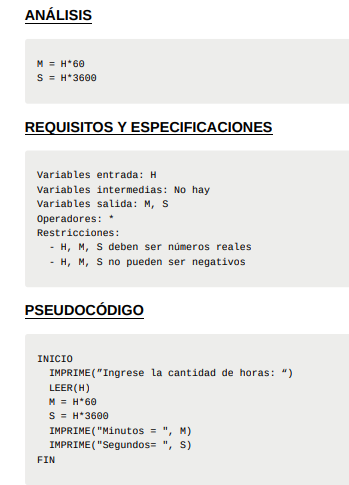 ANÁLISIS
M = H*60
S = H*3600
REQUISITOS Y ESPECIFICACIONES
Variables entrada: H
Variables intermedias: No hay
Variables salida: M, S
Operadores: *
Restricciones:
- H, M, S deben ser números reales
- H, M, S no pueden ser negativos
PSEUDOCÓDIGO
INICIO
IMPRIME(”Ingrese la cantidad de horas: “)
LEER(H)
M = H*60
S = H*3600
IMPRIME("Minutos = ", M)
IMPRIME("Segundos= ", S)
FIN